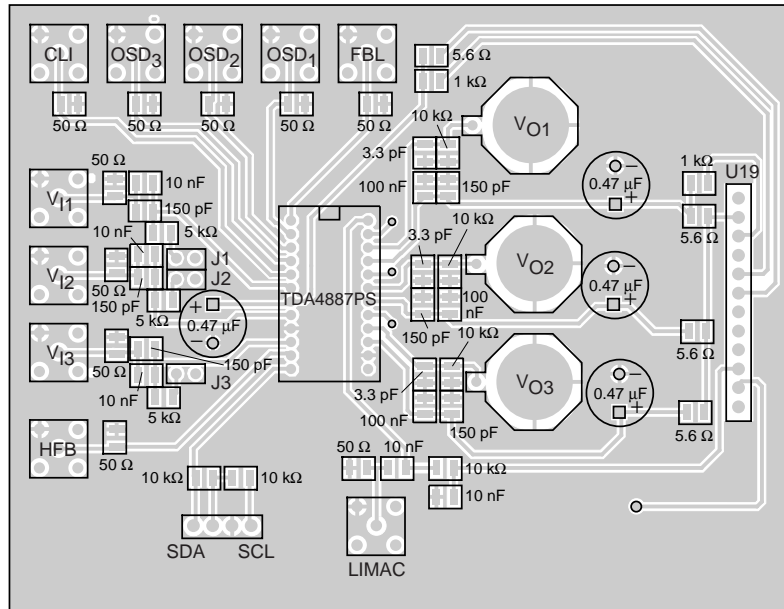 CLI OSD3 OSD2 OSD1 FBL
5.6 Ω
1 kΩ
50 Ω 50 Ω 50 Ω 50 Ω 50 Ω
10 kΩ
VO1
3.3 pF
100 nF 150 pF
−
0.47 µF
+
1 kΩ U19
5.6 Ω
50 Ω
10 nF
VI1
150 pF
10 nF 5 kΩ
J1
VI2 J2
50 Ω
150 pF
5 kΩ
+
0.47 µF
−
TDA4887PS
3.3 pF 10 kΩ
VO2
100
nF
150 pF
−
0.47 µF
+
5.6 Ω
VI3
150 pF
50 Ω
10 nF J3
5 kΩ
10 kΩ
VO3
3.3 pF
100 nF 150 pF
−
0.47 µF
+
5.6 Ω
HFB
50 Ω
10 kΩ 10 kΩ
50 Ω 10 nF
10 kΩ
10 nF
SDA SCL
LIMAC